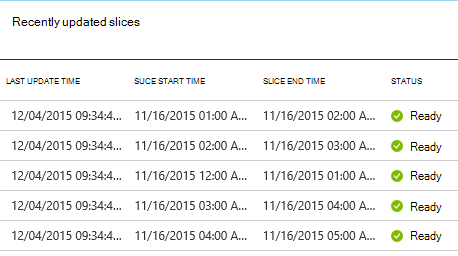 Recently updated slices
LAST UPDATE TIME SLICE START TIME SLICE END TIME STATUS
12/04/2015 09:34:4... 11/16/2015 01:00 A... 11/16/2015 02:00 A... Ready
12/04/2015 09:34:4... 11/16/2015 02:00 A... 11/16/2015 03:00 A... Ready
12/04/2015 09:34:4... 11/16/2015 12:00 A... 11/16/2015 01:00 A... Ready
12/04/2015 09:34:4... 11/16/2015 03:00 A... 11/16/2015 04:00 A... Ready
12/04/2015 09:34:4... 11/16/2015 04:00 A... 11/16/2015 05:00 A... Ready